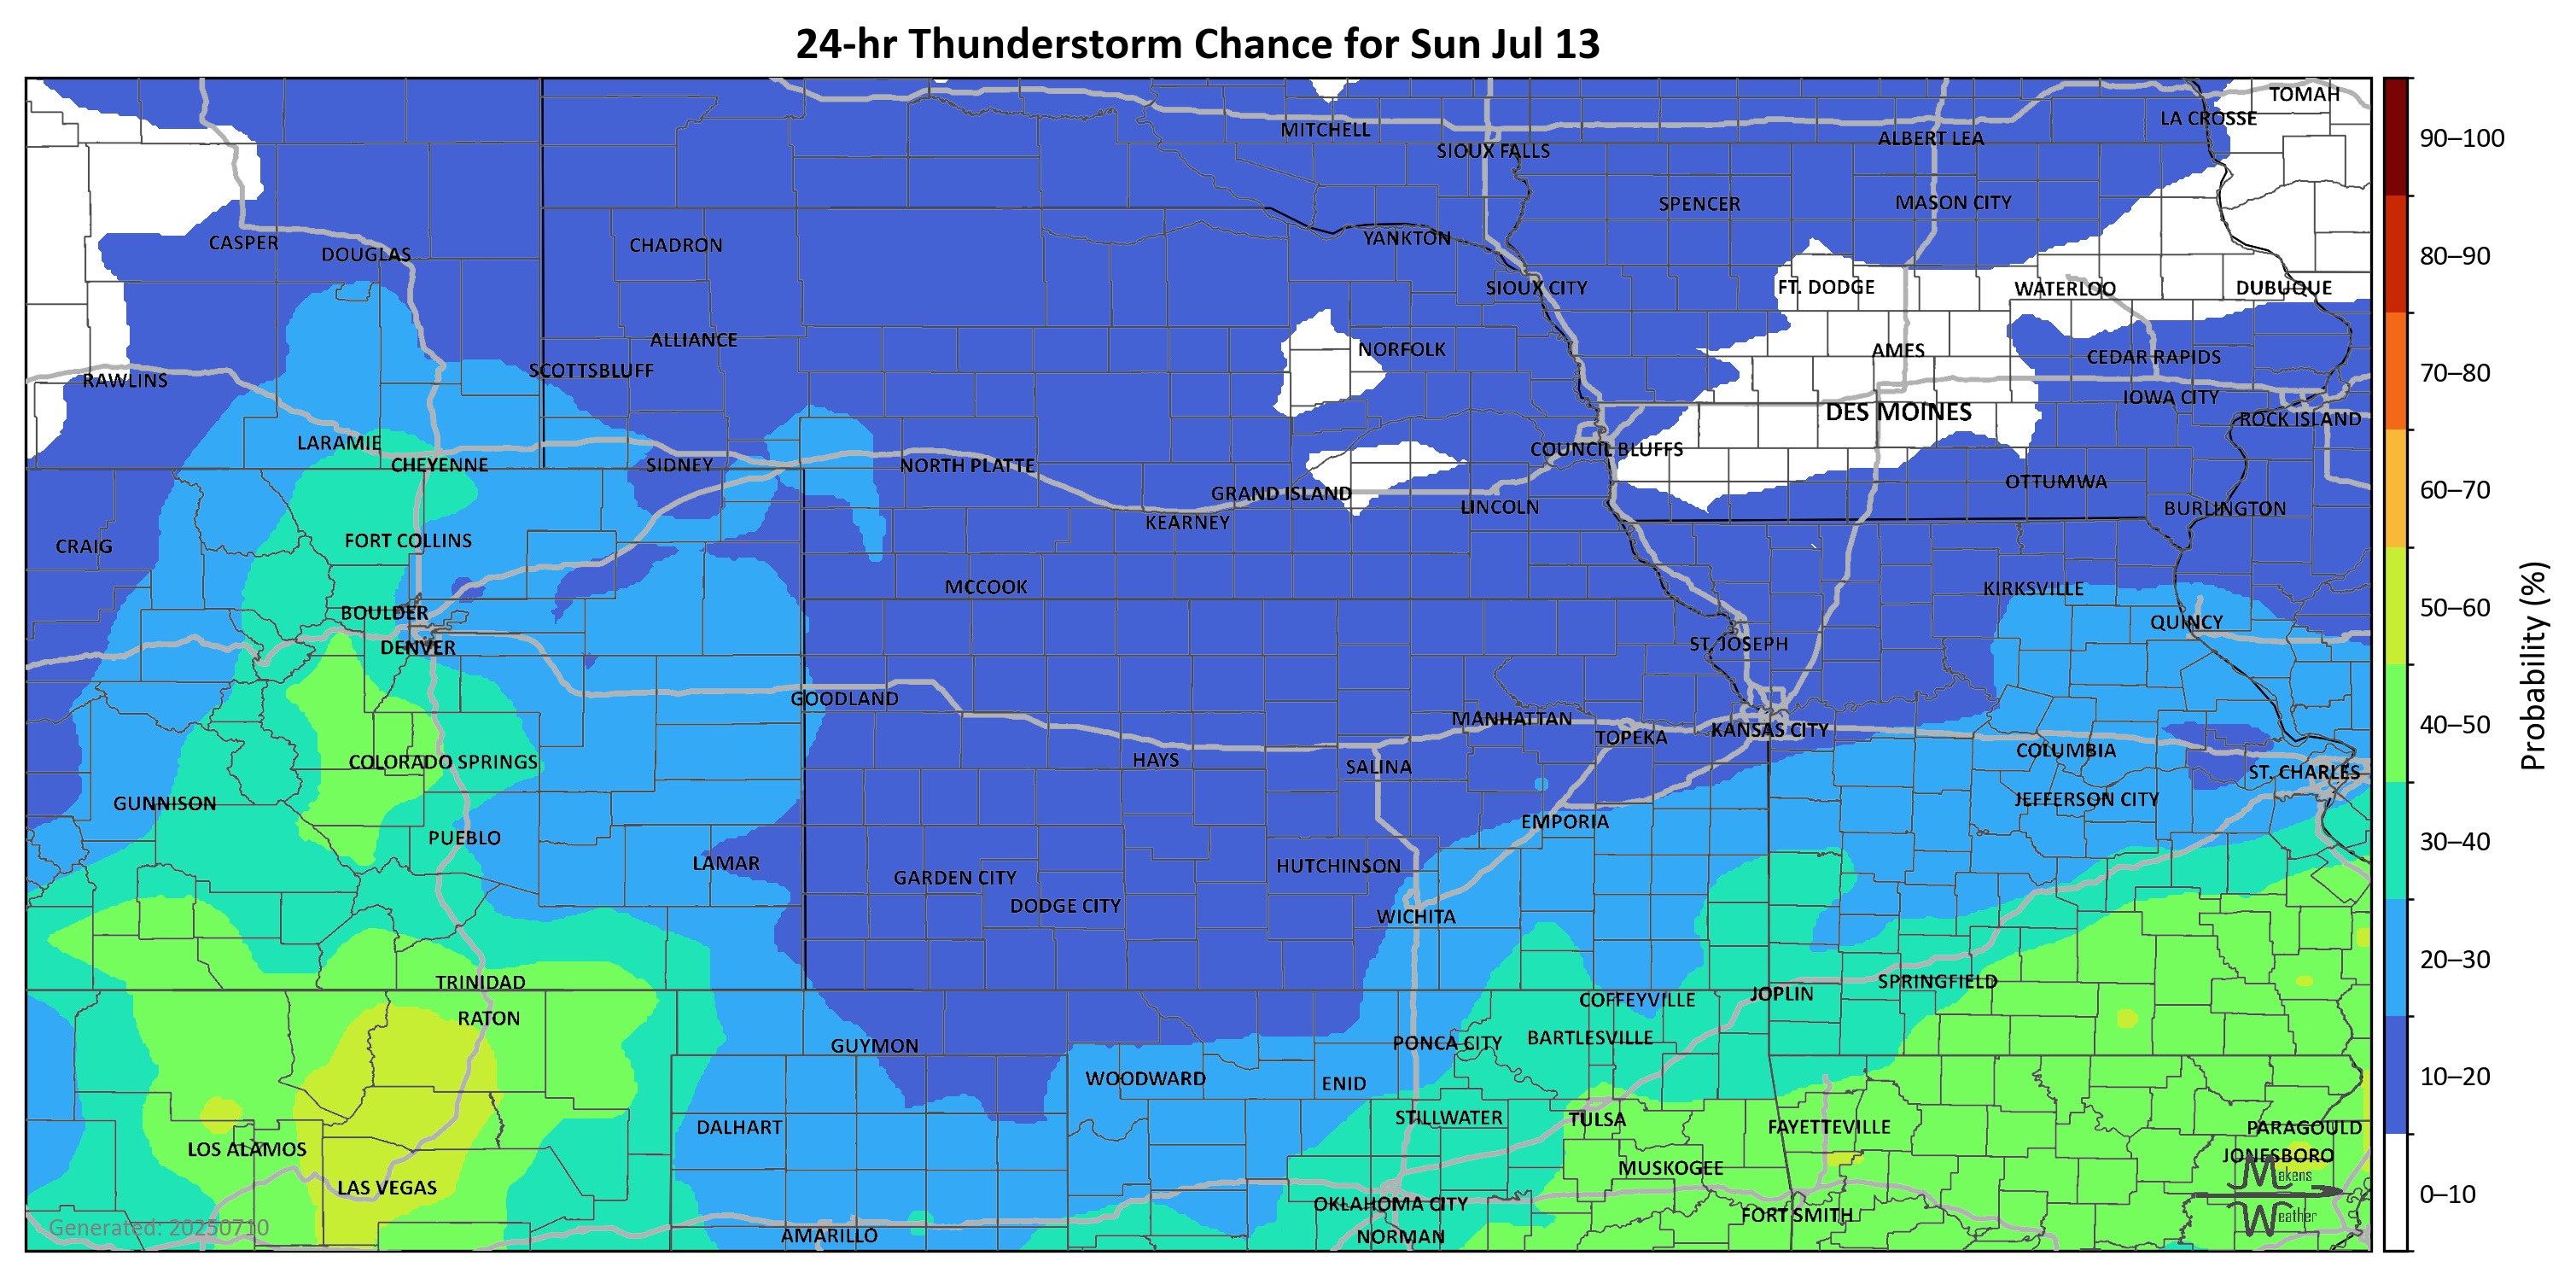 24-hr Thunderstorm Chance for Sun Jul 13
TOMAH
LA CROSSE
MITCHELL
ALBERT LEA
SIOUX FALLS
SPENCER
MASON CITY
CASPER
DOUGLAS
CHADRON
YANKTON
SIOUX CITY
FT. DODGE
WATERLOO
DUBUQUE
ALLIANCE
NORFOLK
AMES
CEDAR RAPIDS
RAWLINS
SCOTTSBLUFF
IOWA CITY
DES MOINES
ROCK ISLAND
LARAMIE
COUNCIL BLUFFS
CHEYENNE
SIDNEY
NORTH PLATTE
OTTUMWA
GRAND ISLAND
LINCOLN
BURLINGTON
KEARNEY
CRAIG
FORT COLLINS
MCCOOK
KIRKSVILLE
BOULDER
QUINCY
DENVER
ST. JOSEPH
GOODLAND
MANHATTAN
TOPEKA
KANSAS CITY
COLUMBIA
COLORADO SPRINGS
HAYS
SALINA
ST. CHARLES
GUNNISON
JEFFERSON CITY
PUEBLO
EMPORIA
LAMAR
GARDEN CITY
HUTCHINSON
DODGE CITY
WICHITA
TRINIDAD
SPRINGFIELD
COFFEYVILLE
JOPLIN
RATON
GUYMON
PONCA CITY
BARTLESVILLE
WOODWARD
ENID
DALHART
STILLWATER
TULSA
FAYETTEVILLE
PARAGOULD
LOS ALAMOS
JONESBORO
MUSKOGEE
LAS VEGAS
OKLAHOMA CITY
FORT SMITH
AMARILLO
NORMAN
Generated: 20250710
Makens
Weather
90–100
80–90
70–80
60–70
50–60
40–50
30–40
20–30
10–20
0–10
Probability (%)